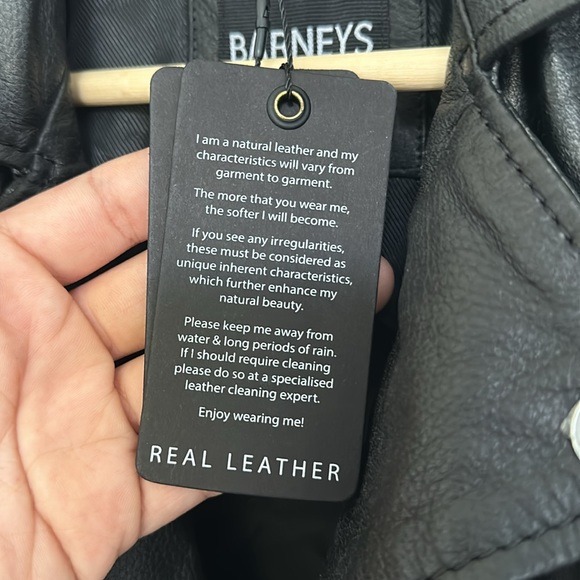 BARNEYS
I am a natural leather and my
characteristics will vary from
garment to garment.
The more that you wear me,
the softer I will become.
If you see any irregularities,
these must be considered as
unique inherent characteristics,
which further enhance my
natural beauty.
Please keep me away from
water & long periods of rain.
If I should require cleaning
please do so at a specialised
leather cleaning expert.
Enjoy wearing me!
REAL LEATHER